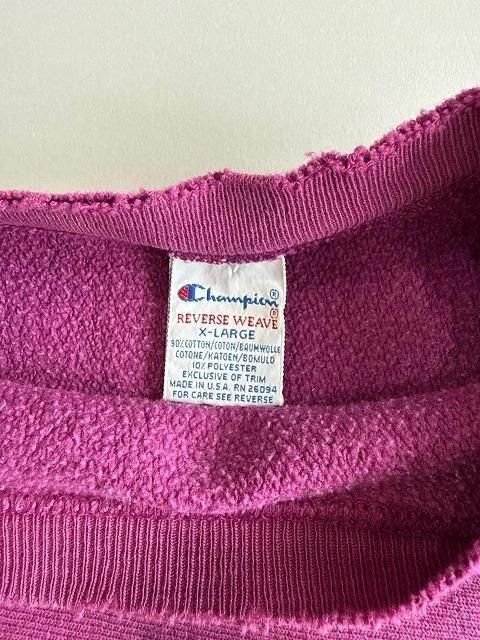 Champion®
REVERSE WEAVE®
X-LARGE
90%COTTON/COTON/BAUMWOLLE
COTONE/KATOEN/BOMULD
10% POLYESTER
EXCLUSIVE OF TRIM
MADE IN U.S.A. RN 26094
FOR CARE SEE REVERSE